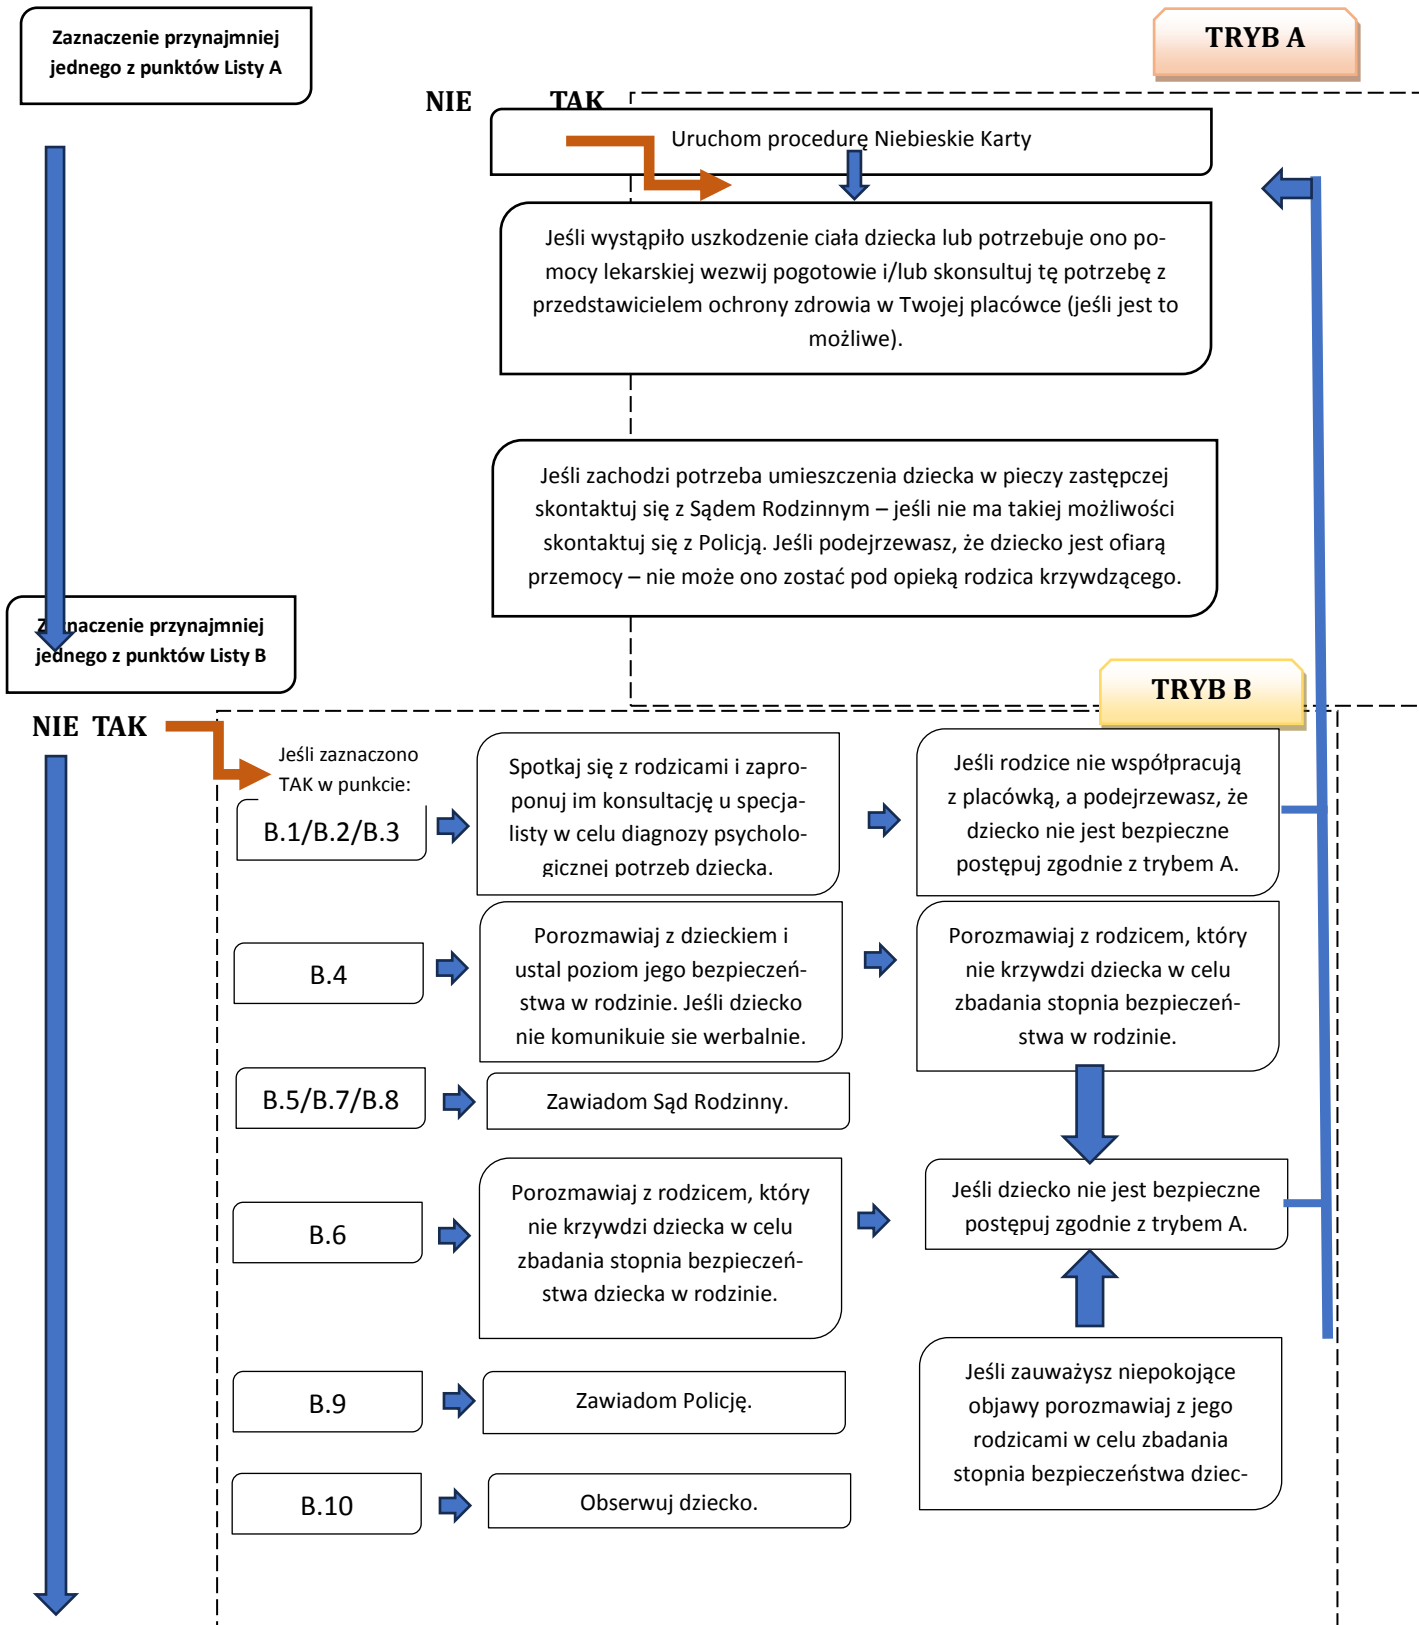 Zaznaczenie przynajmniej
jednego z punktów Listy A
TRYB A
NIE TAK
Uruchom procedurę Niebieskie Karty
Jeśli wystąpiło uszkodzenie ciała dziecka lub potrzebuje ono po-
mocy lekarskiej wezwij pogotowie i/lub skonsultuj tę potrzebę z
przedstawicielem ochrony zdrowia w Twojej placówce (jeśli jest to
możliwe).
Jeśli zachodzi potrzeba umieszczenia dziecka w pieczy zastępczej
skontaktuj się z Sądem Rodzinnym – jeśli nie ma takiej możliwości
skontaktuj się z Policją. Jeśli podejrzewasz, że dziecko jest ofiarą
przemocy – nie może ono zostać pod opieką rodzica krzywdzącego.
Zaznaczenie przynajmniej
jednego z punktów Listy B
TRYB B
NIE TAK
Jeśli zaznaczono
TAK w punkcie:
B.1/B.2/B.3
Spotkaj się z rodzicami i zapro-
ponuj im konsultację u specja-
listy w celu diagnozy psycholo-
gicznej potrzeb dziecka.
Jeśli rodzice nie współpracują
z placówką, a podejrzewasz, że
dziecko nie jest bezpieczne
postępuj zgodnie z trybem A.
B.4
Porozmawiaj z dzieckiem i
ustal poziom jego bezpieczeń-
stwa w rodzinie. Jeśli dziecko
nie komunikuje się werbalnie.
Porozmawiaj z rodzicem, który
nie krzywdzi dziecka w celu
zbadania stopnia bezpieczeń-
stwa w rodzinie.
B.5/B.7/B.8
Zawiadom Sąd Rodzinny.
B.6
Porozmawiaj z rodzicem, który
nie krzywdzi dziecka w celu
zbadania stopnia bezpieczeń-
stwa dziecka w rodzinie.
Jeśli dziecko nie jest bezpieczne
postępuj zgodnie z trybem A.
B.9
Zawiadom Policję.
B.10
Obserwuj dziecko.
Jeśli zauważysz niepokojące
objawy porozmawiaj z jego
rodzicami w celu zbadania
stopnia bezpieczeństwa dziec-